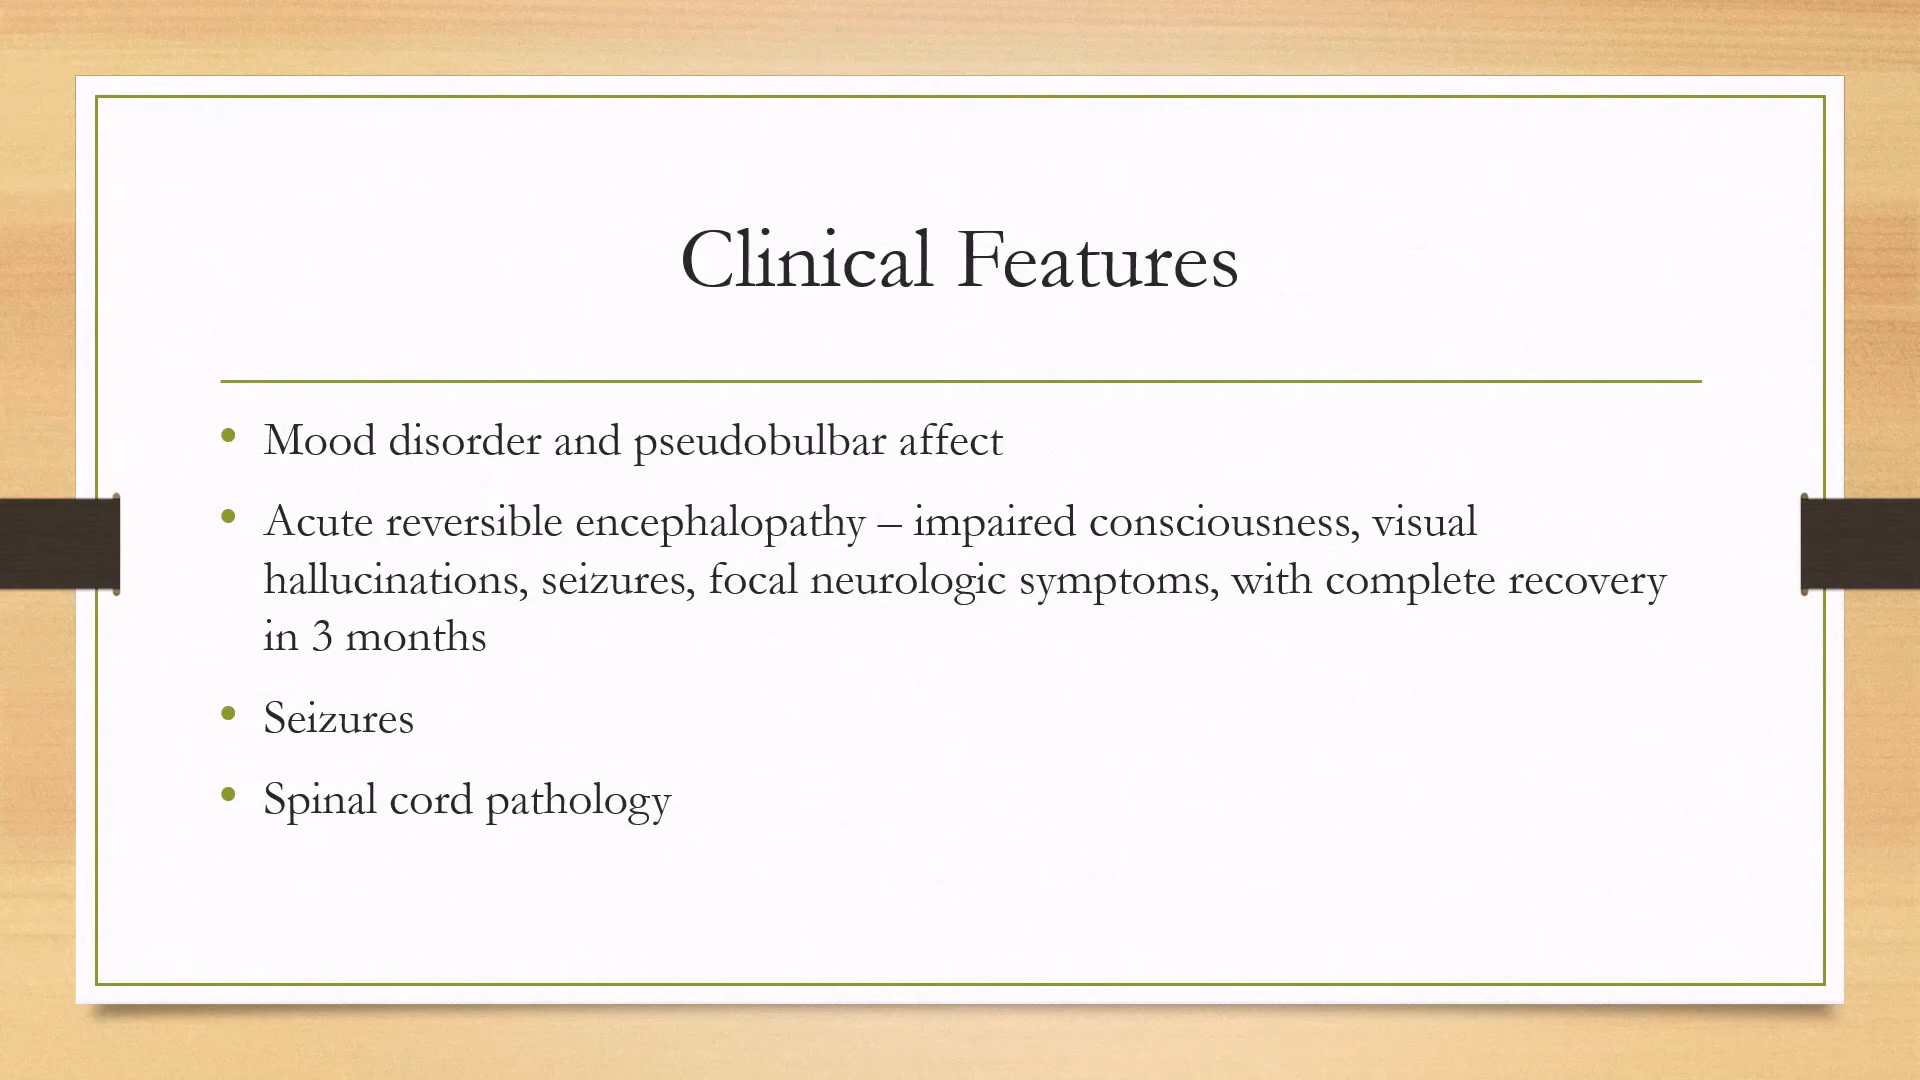 Clinical Features
• Mood disorder and pseudobulbar affect
• Acute reversible encephalopathy – impaired consciousness, visual
hallucinations, seizures, focal neurologic symptoms, with complete recovery
in 3 months
• Seizures
• Spinal cord pathology